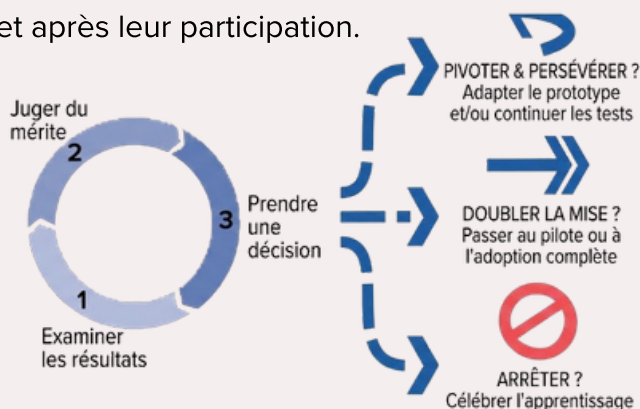 et après leur participation.
Juger du
mérite
2
3
1
Prendre
une
décision
Examiner
les résultats
PIVOTER & PERSÉVÉRER ?
Adapter le prototype
et/ou continuer les tests
DOUBLER LA MISE ?
Passer au pilote ou à
l'adoption complète
ARRÊTER ?
Célébrer l'apprentissage